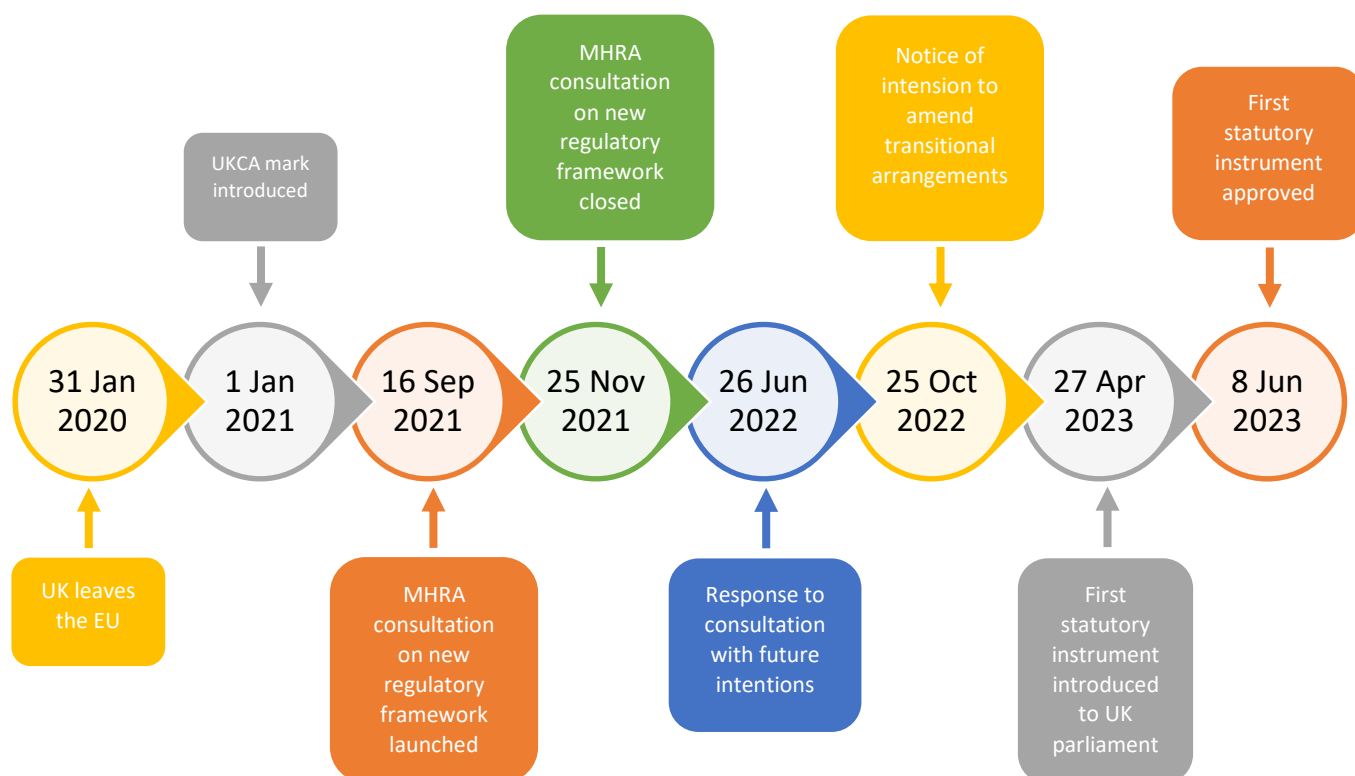 MHRA
consultation
on new
regulatory
framework
closed
Notice of
intension to
amend
transitional
arrangements
First
statutory
instrument
approved
UKCA mark
introduced
31 Jan
2020
1 Jan
2021
16 Sep
2021
25 Nov
2021
26 Jun
2022
25 Oct
2022
27 Apr
2023
8 Jun
2023
UK leaves
the EU
MHRA
consultation
on new
regulatory
framework
launched
Response to
consultation
with future
intentions
First
statutory
instrument
introduced
to UK
parliament